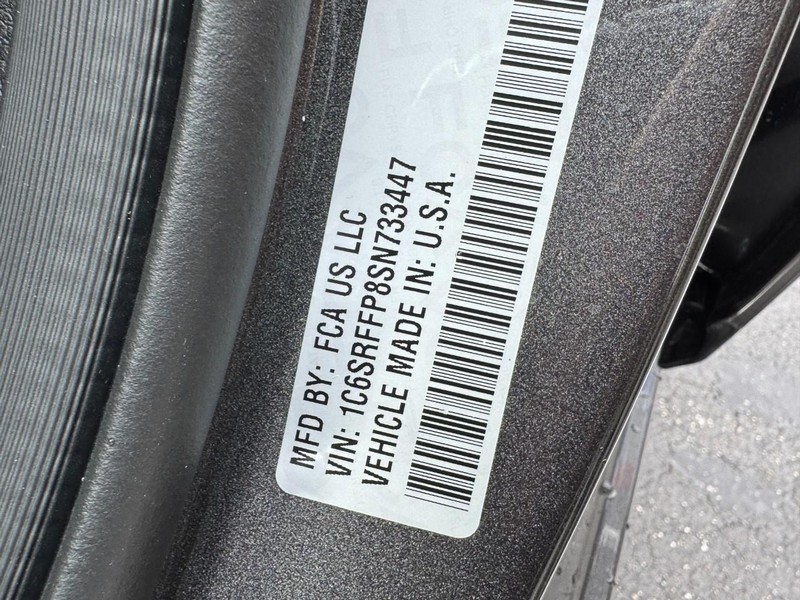 MFD BY: FCA US LLC
VIN: 1C6SRFFP8SN733447
VEHICLE MADE IN: U.S.A.